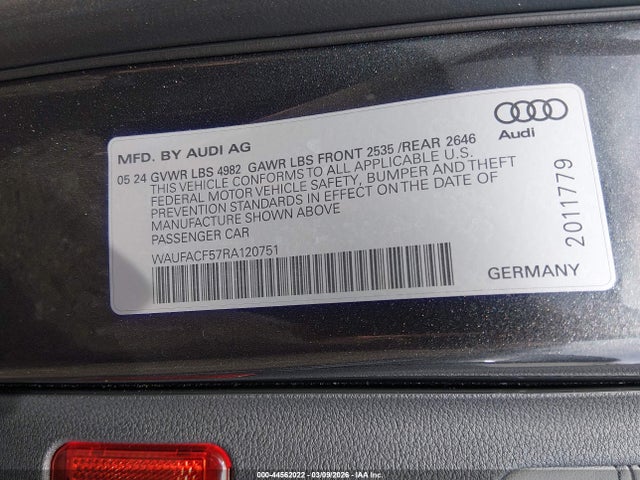 Audi
MFD. BY AUDI AG
05 24 GVWR LBS 4982 GAWR LBS FRONT 2535 /REAR 2646
THIS VEHICLE CONFORMS TO ALL APPLICABLE U.S.
FEDERAL MOTOR VEHICLE SAFETY, BUMPER AND THEFT
PREVENTION STANDARDS IN EFFECT ON THE DATE OF
MANUFACTURE SHOWN ABOVE
PASSENGER CAR
WAUFACF57RA120751
GERMANY
2011779
000-44562022 - 03/09/2026 - IAA Inc.